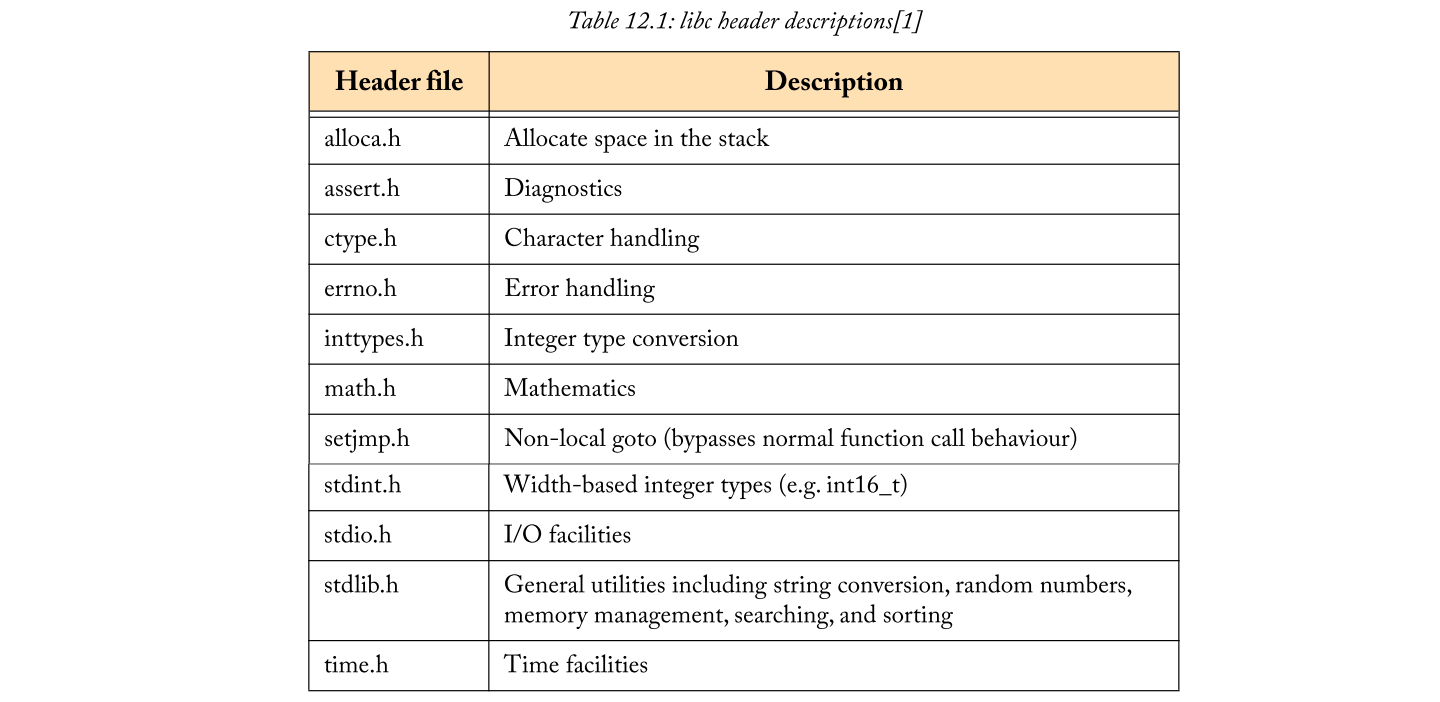 Table 12.1: libc header descriptions[1]
Header file Description
alloca.h Allocate space in the stack
assert.h Diagnostics
ctype.h Character handling
errno.h Error handling
inttypes.h Integer type conversion
math.h Mathematics
setjmp.h Non-local goto (bypasses normal function call behaviour)
stdint.h Width-based integer types (e.g. int16_t)
stdio.h I/O facilities
stdlib.h General utilities including string conversion, random numbers,
memory management, searching, and sorting
time.h Time facilities